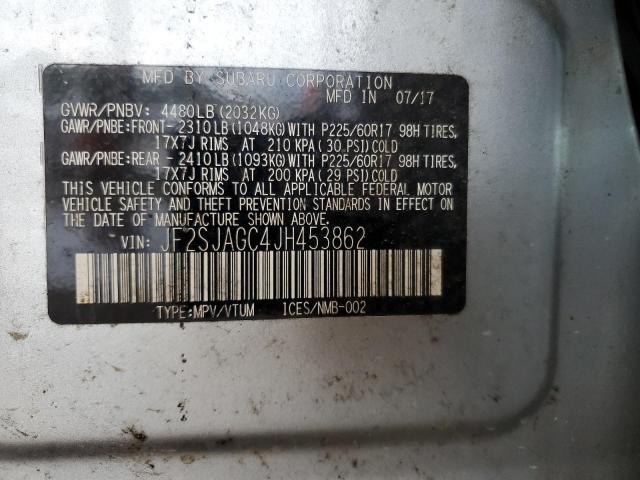 MFD BY SUBARU CORPORATION
MFD IN 07/17
GVWR/PNBV: 4480LB (2032KG)
GAWR/PNBE:FRONT- 2310LB(1048KG)WITH P225/60R17 98H TIRES,
17X7J RIMS AT 210 KPA(30.PSI)COLD
GAWR/PNBE:REAR - 2410LB(1093KG)WITH P225/60R17 98H TIRES,
17X7J RIMS AT 200 KPA(29 PSI)COLD
THIS VEHICLE CONFORMS TO ALL APPLICABLE FEDERAL MOTOR
VEHICLE SAFETY AND THEFT PREVENTION STANDARDS IN EFFECT ON
THE DATE OF MANUFACTURE SHOWN ABOVE.
VIN: JF2SJAGC4JH453862
TYPE:MPV/VTUM ICES/NMB-002